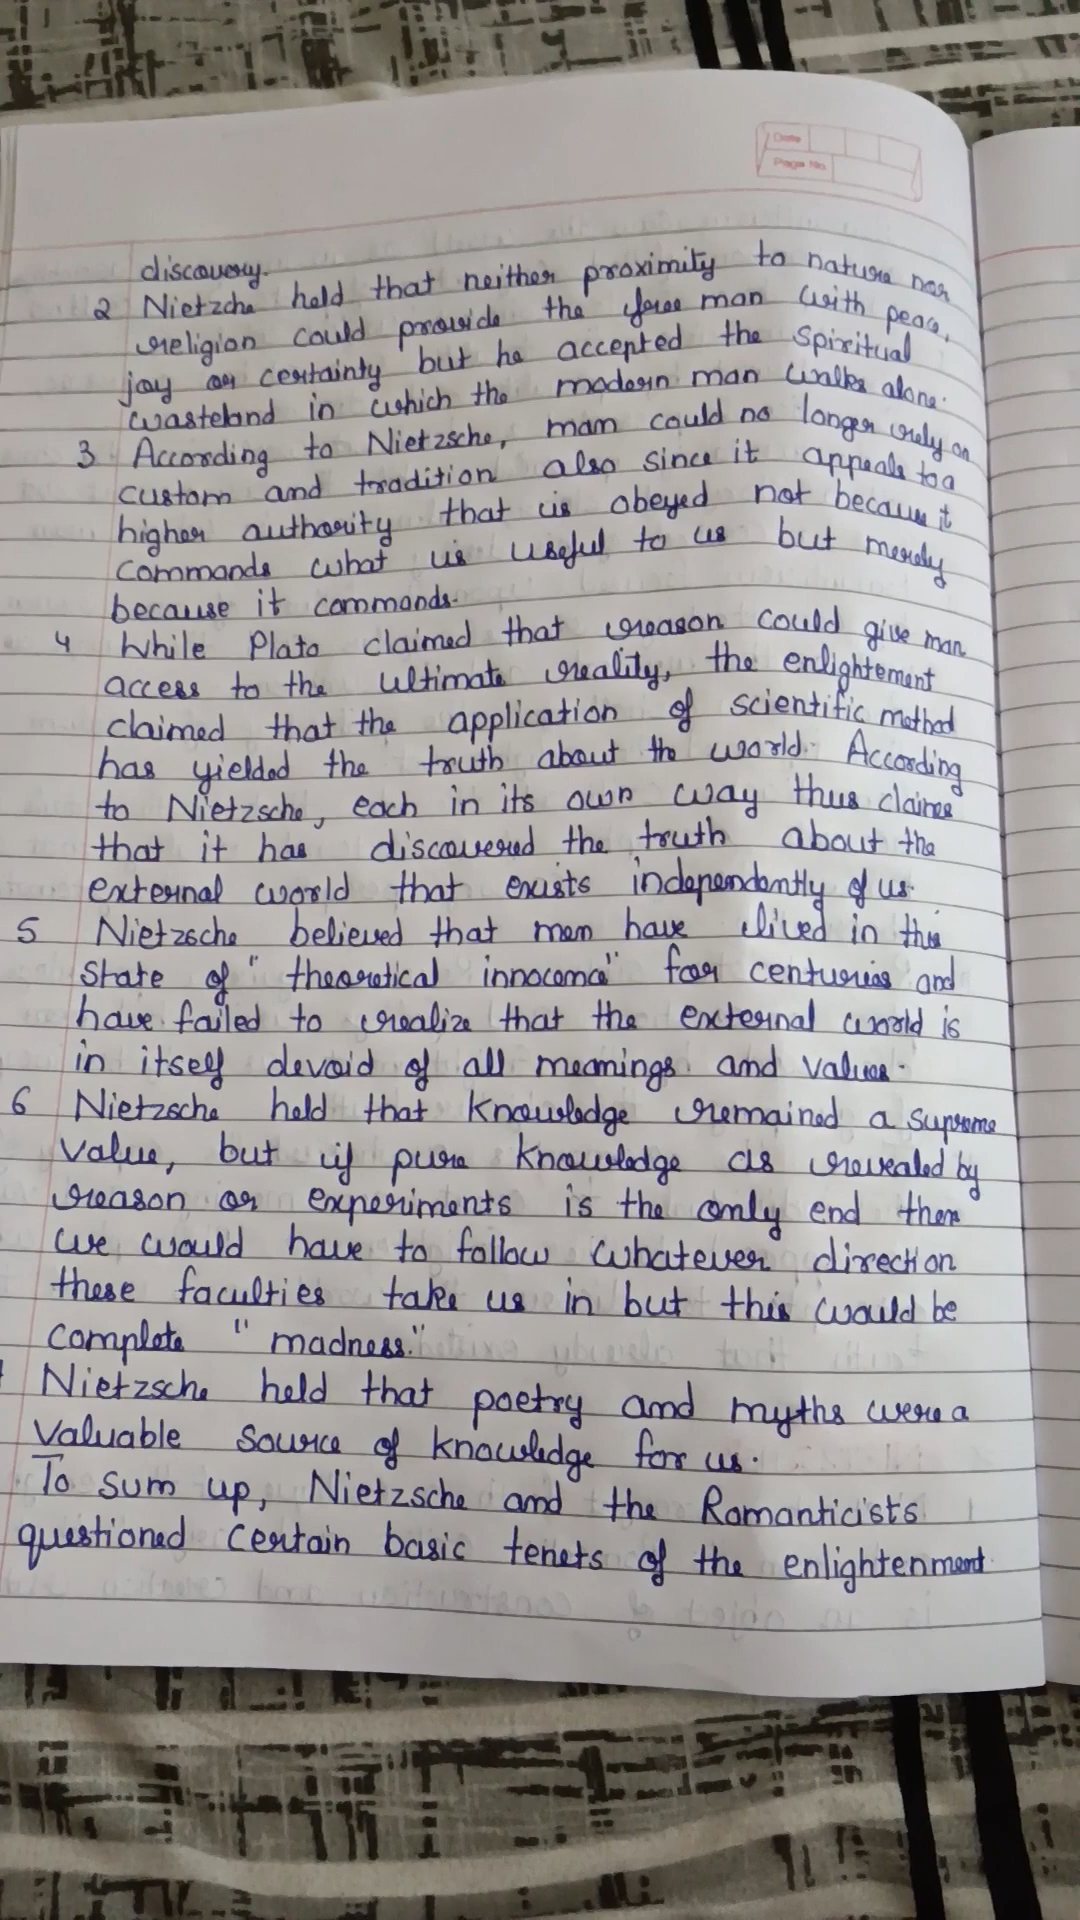 Date
Page No.
discovery.
2 Nietzche held that neither proximity to nature nor
religion could provide the free man with peace,
joy or certainty but he accepted the spiritual
wasteland in which the modern man walks alone.
3 According to Nietzsche, man could no longer rely on
custom and tradition also since it appeals to a
higher authority that is obeyed not because it
commands what is useful to us but merely
because it commands.
4 While Plato claimed that reason could give man
access to the ultimate reality, the enlightement
claimed that the application of scientific method
has yielded the truth about the world. According
to Nietzsche, each in its own way thus claims
that it has discovered the truth about the
external world that exists independently of us.
5 Nietzsche believed that men have lived in this
state of "theoretical innocence" for centuries and
have failed to realize that the external world is
in itself devoid of all meanings and values.
6 Nietzsche held that knowledge remained a supreme
value, but if pure knowledge as revealed by
reason or experiments is the only end then
we would have to follow whatever direction
these faculties take us in but this would be
complete "madness."
Nietzsche held that poetry and myths were a
valuable source of knowledge for us.
To sum up, Nietzsche and the Romanticists
questioned certain basic tenets of the enlightenment